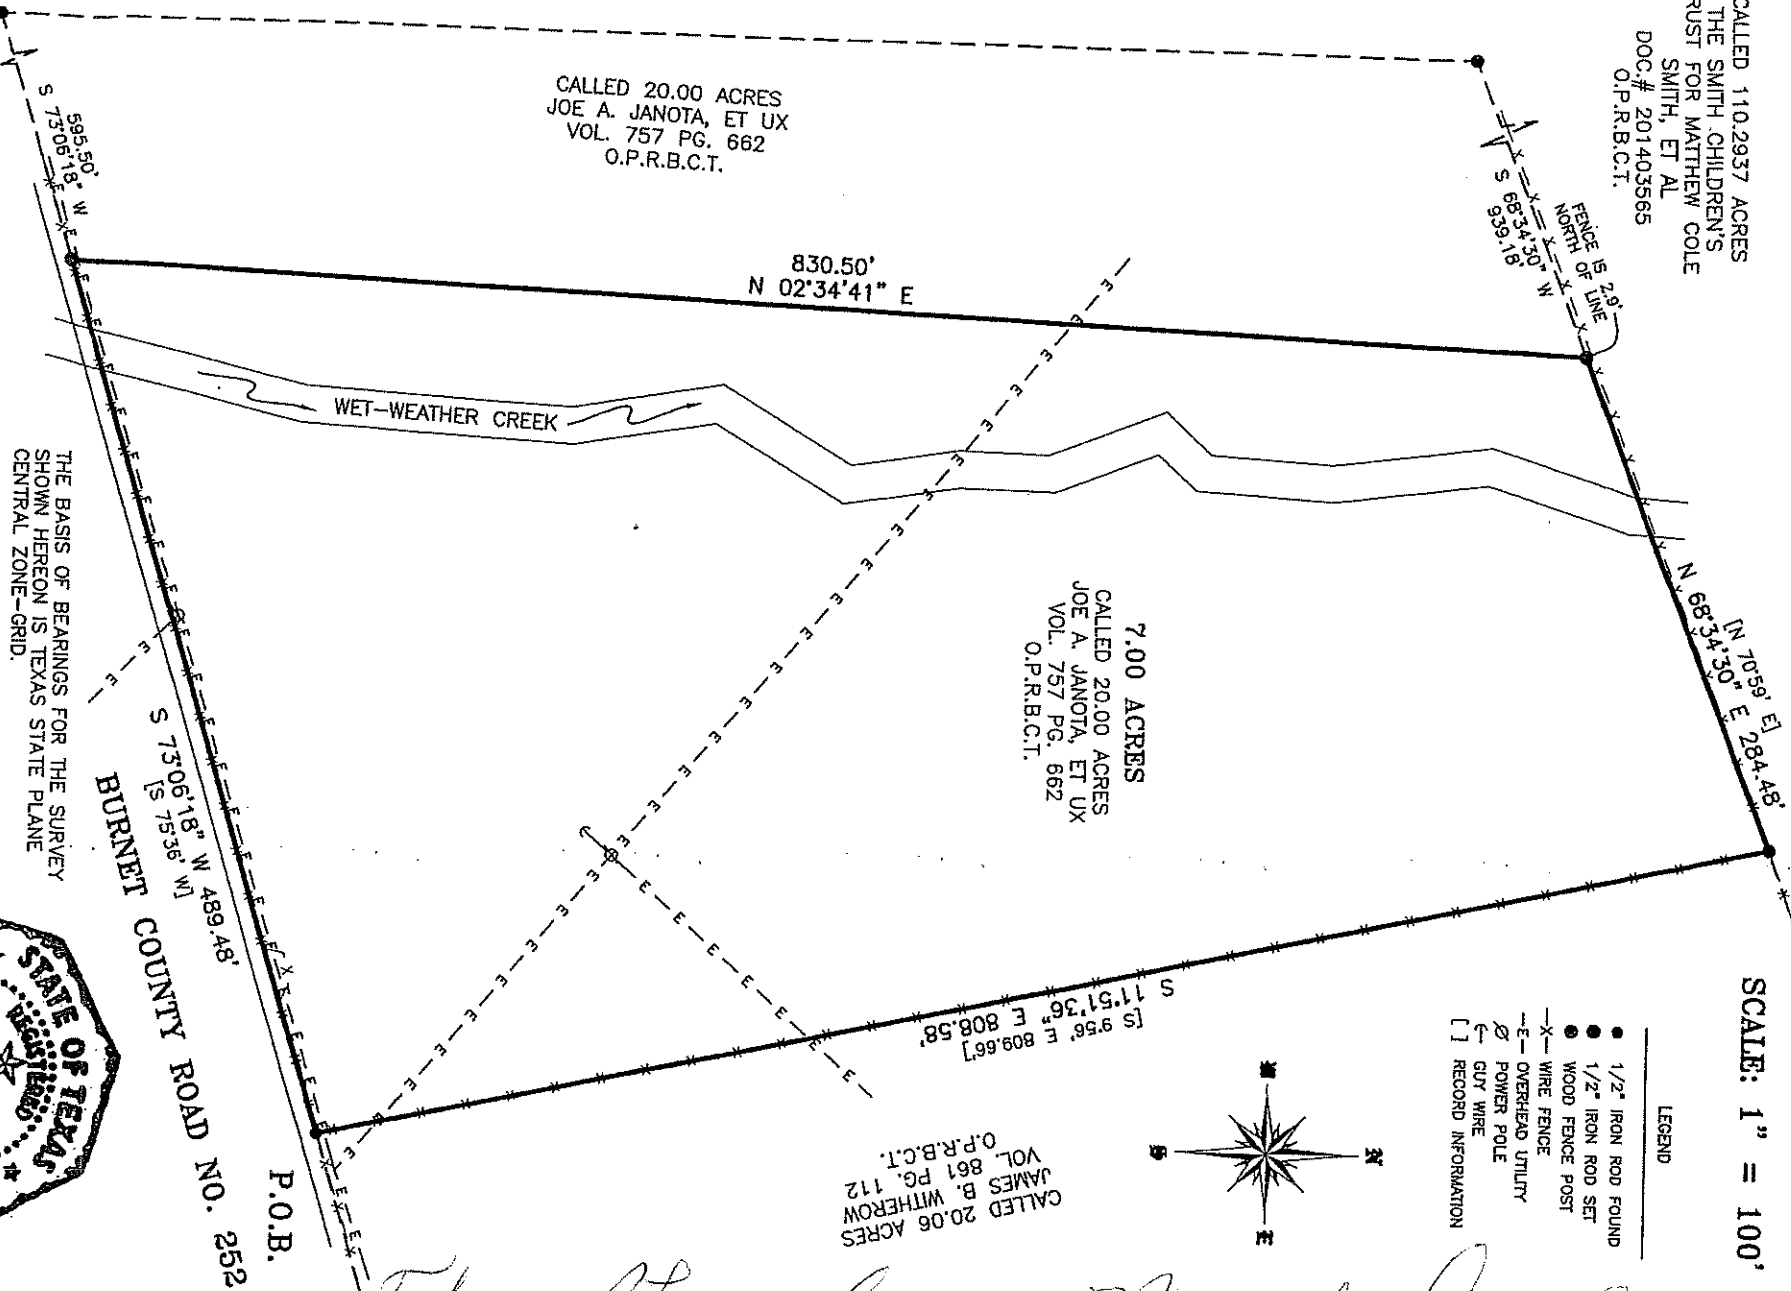 CALLED 110.2937 ACRES
THE SMITH CHILDREN'S
RUST FOR MATTHEW COLE
SMITH, ET AL
DOC.# 201403565
O.P.R.B.C.T.
CALLED 20.00 ACRES
JOE A. JANOTA, ET UX
VOL. 757 PG. 662
O.P.R.B.C.T.
595.50'
S 73°06'18" W
FENCE IS 2.9'
NORTH OF LINE
S 68°34'30" W
939.18'
830.50'
N 02°34'41" E
WET-WEATHER CREEK
[N 70°59' E]
N 68°34'30" E 284.48'
7.00 ACRES
CALLED 20.00 ACRES
JOE A. JANOTA, ET UX
VOL. 757 PG. 662
O.P.R.B.C.T.
S 11°51'36" E 808.58'
[S 9°56' E 809.66']
S 73°06'18" W 489.48'
[S 75°36' W]
BURNET COUNTY ROAD NO. 252
P.O.B.
THE BASIS OF BEARINGS FOR THE SURVEY
SHOWN HEREON IS TEXAS STATE PLANE
CENTRAL ZONE-GRID.
CALLED 20.06 ACRES
JAMES B. WITHEROW
VOL. 861 PG. 112
O.P.R.B.C.T.
SCALE: 1" = 100'
LEGEND
1/2" IRON ROD FOUND
1/2" IRON ROD SET
WOOD FENCE POST
—X— WIRE FENCE
—E— OVERHEAD UTILITY
POWER POLE
GUY WIRE
[ ] RECORD INFORMATION
N
E
S
W
STATE OF TEXAS
REGISTERED